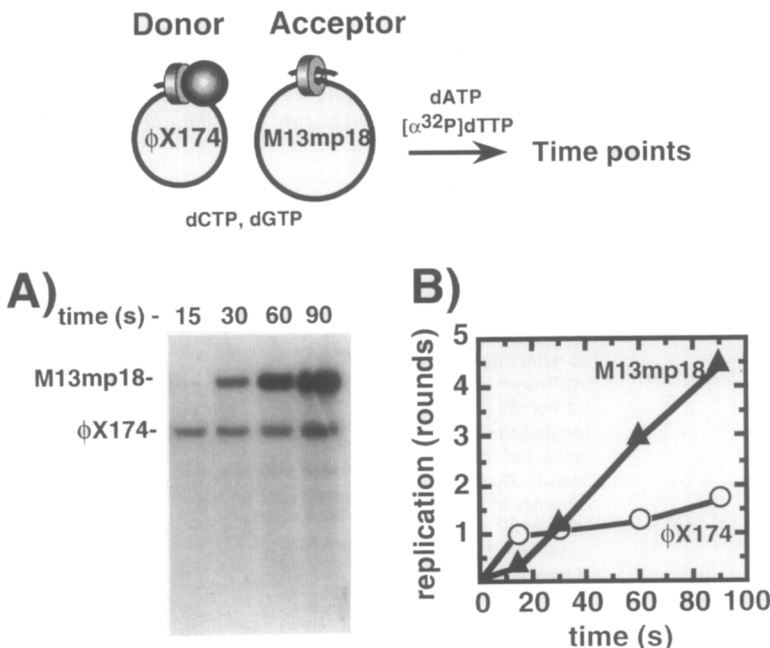 Donor Acceptor
ϕX174 M13mp18
dATP
[α32P]dTTP
Time points
dCTP, dGTP
A)
time (s) - 15 30 60 90
M13mp18-
ϕX174-
B)
replication (rounds)
5
4
3
2
1
M13mp18
ϕX174
0 20 40 60 80 100
time (s)